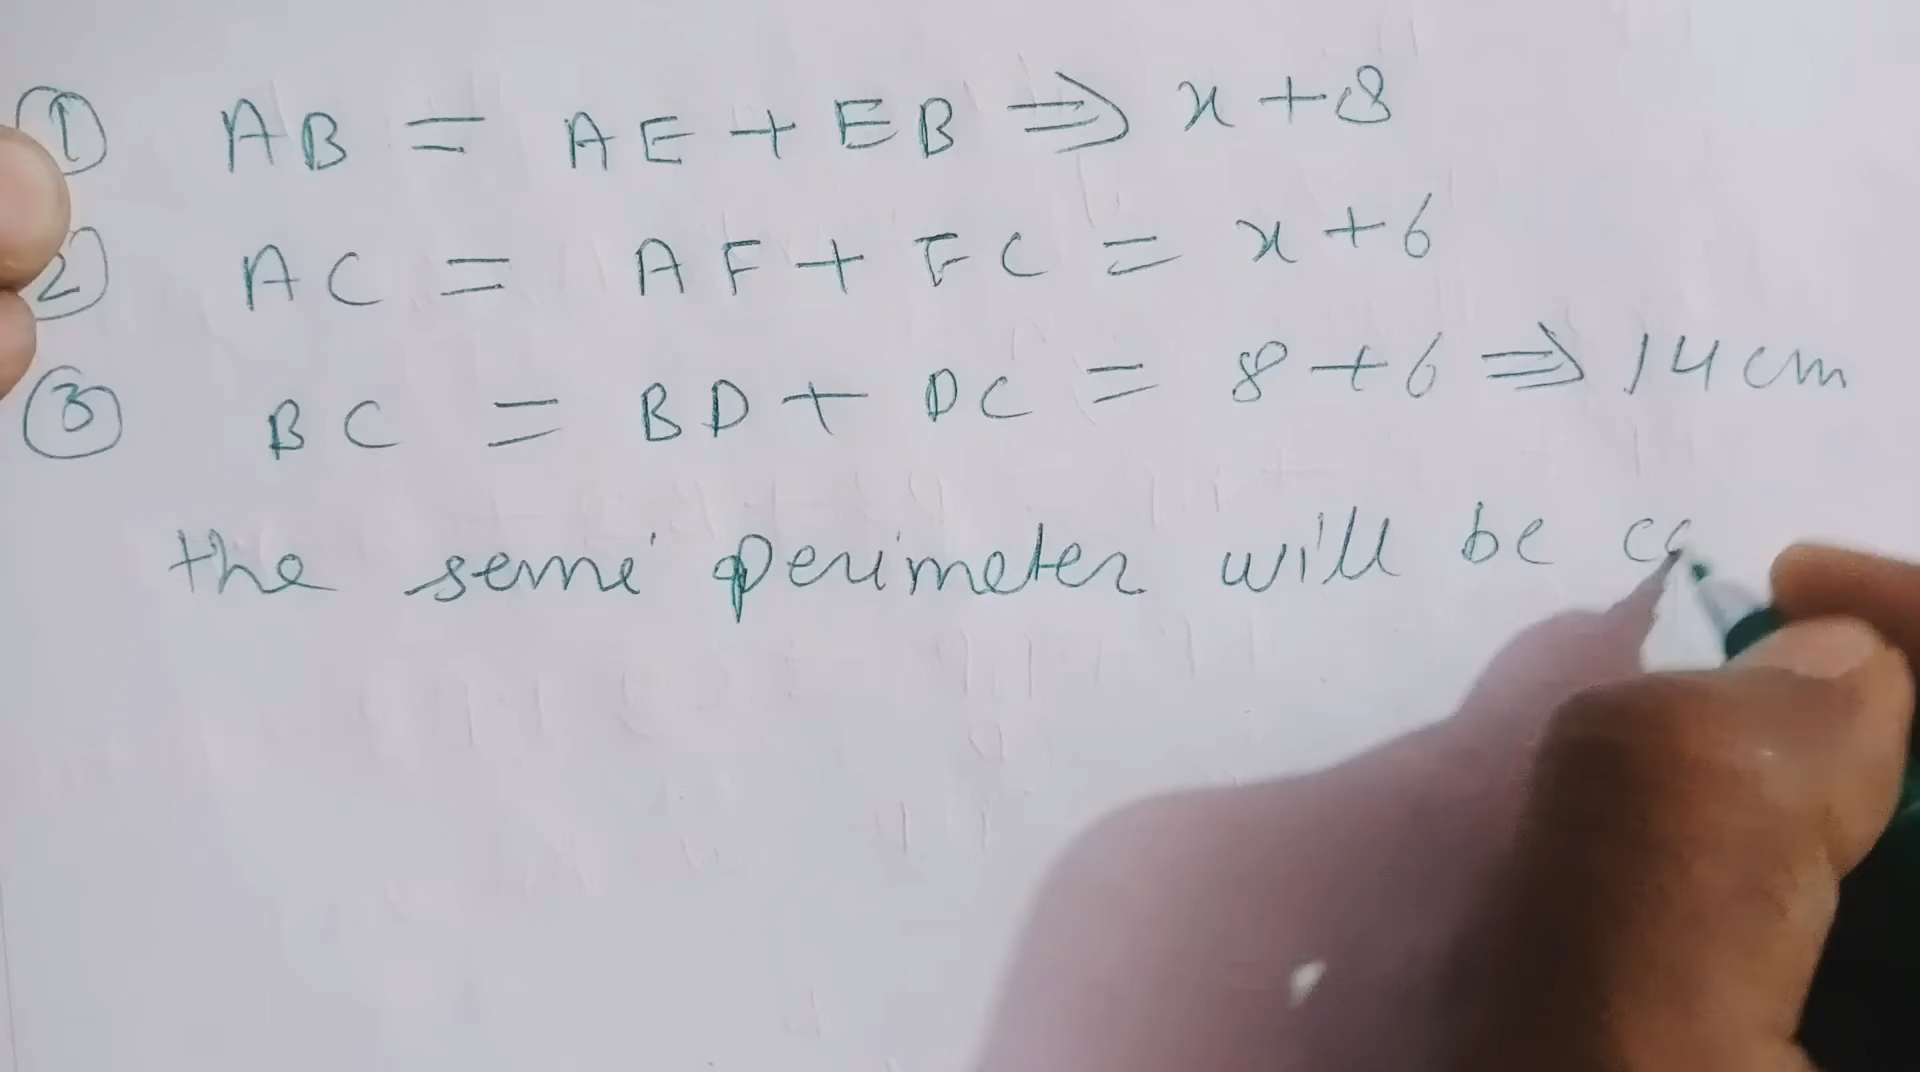 ① AB = AE + EB ⇒ x + 8
② AC = AF + FC = x + 6
③ BC = BD + DC = 8 + 6 ⇒ 14 cm
the semi perimeter will be